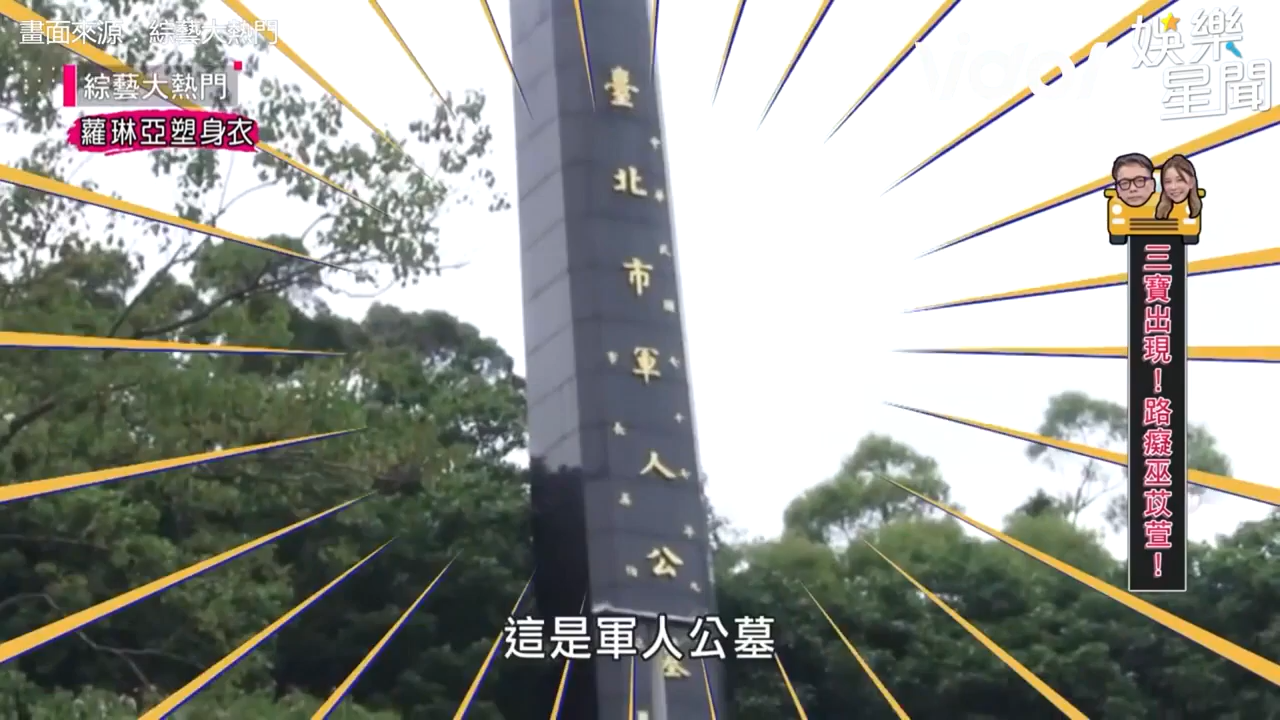 畫面來源：綜藝大熱門
綜藝大熱門
蘿琳亞塑身衣
娛樂
星聞
三寶出現！路癡巫苡萱！
臺北市軍人公墓
這是軍人公墓